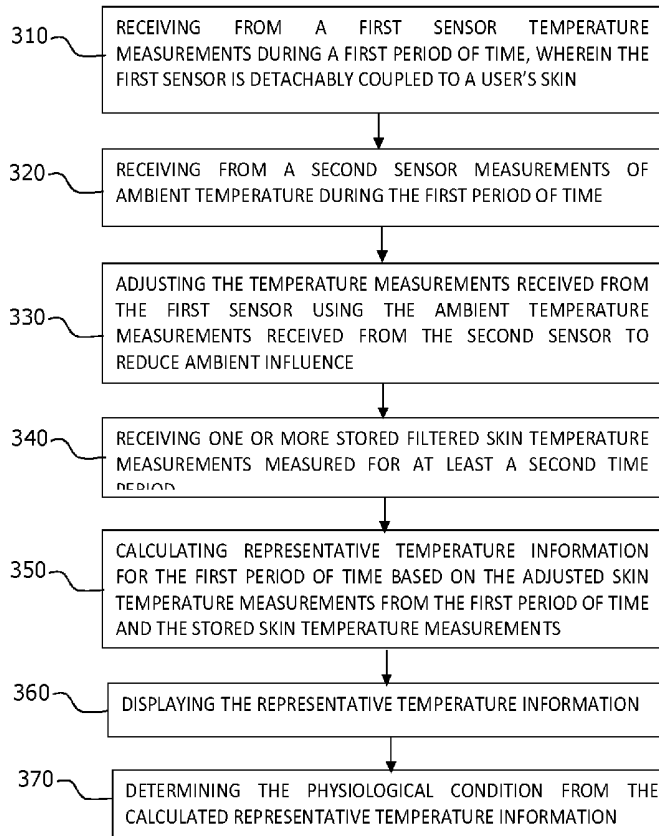 310
RECEIVING FROM A FIRST SENSOR TEMPERATURE
MEASUREMENTS DURING A FIRST PERIOD OF TIME, WHEREIN THE
FIRST SENSOR IS DETACHABLY COUPLED TO A USER'S SKIN
320
RECEIVING FROM A SECOND SENSOR MEASUREMENTS OF
AMBIENT TEMPERATURE DURING THE FIRST PERIOD OF TIME
330
ADJUSTING THE TEMPERATURE MEASUREMENTS RECEIVED FROM
THE FIRST SENSOR USING THE AMBIENT TEMPERATURE
MEASUREMENTS RECEIVED FROM THE SECOND SENSOR TO
REDUCE AMBIENT INFLUENCE
340
RECEIVING ONE OR MORE STORED FILTERED SKIN TEMPERATURE
MEASUREMENTS MEASURED FOR AT LEAST A SECOND TIME
PERIOD
350
CALCULATING REPRESENTATIVE TEMPERATURE INFORMATION
FOR THE FIRST PERIOD OF TIME BASED ON THE ADJUSTED SKIN
TEMPERATURE MEASUREMENTS FROM THE FIRST PERIOD OF TIME
AND THE STORED SKIN TEMPERATURE MEASUREMENTS
360
DISPLAYING THE REPRESENTATIVE TEMPERATURE INFORMATION
370
DETERMINING THE PHYSIOLOGICAL CONDITION FROM THE
CALCULATED REPRESENTATIVE TEMPERATURE INFORMATION